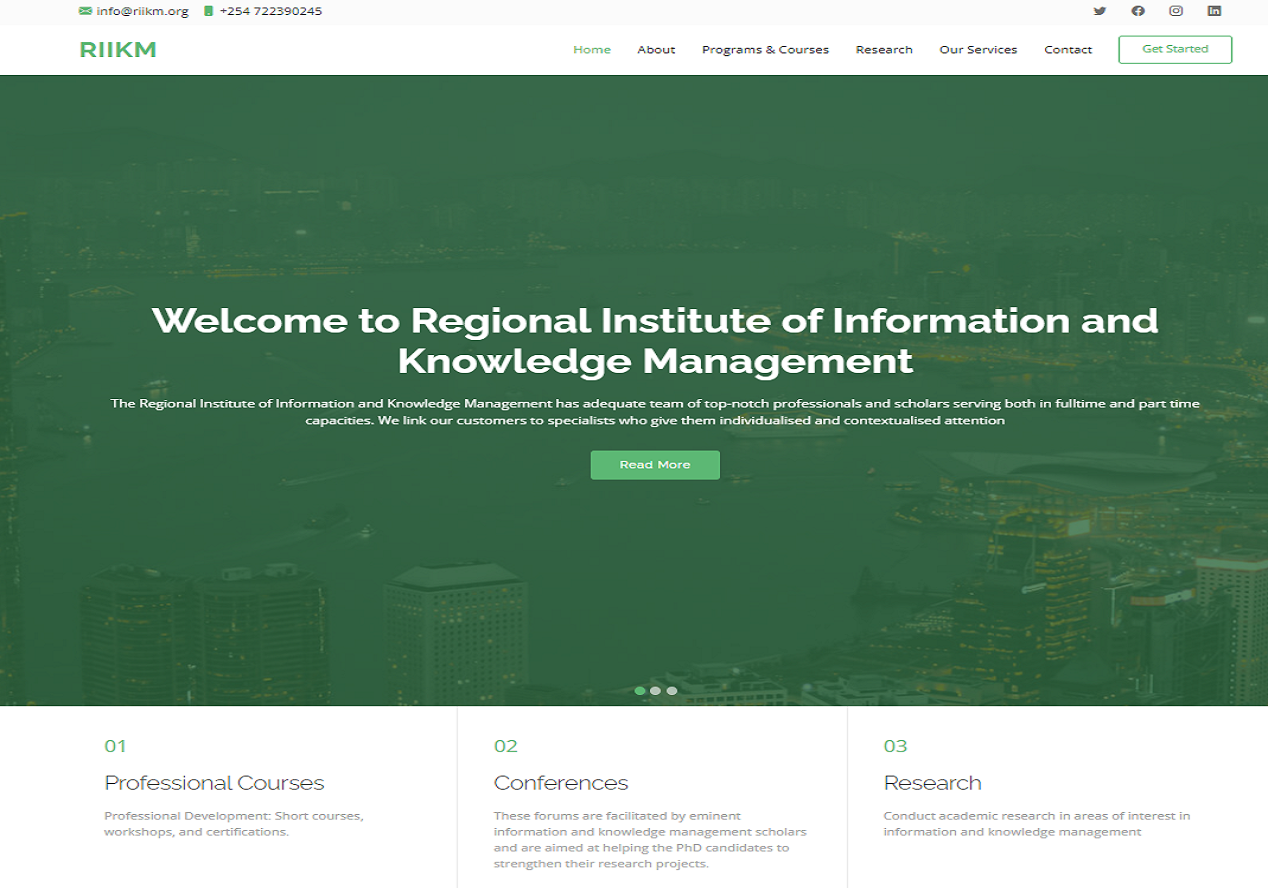 info@riikm.org +254 722390245
RIIKM
Home About Programs & Courses Research Our Services Contact Get Started
Welcome to Regional Institute of Information and
Knowledge Management
The Regional Institute of Information and Knowledge Management has adequate team of top-notch professionals and scholars serving both in fulltime and part time
capacities. We link our customers to specialists who give them individualised and contextualised attention
Read More
01
Professional Courses
Professional Development: Short courses,
workshops, and certifications.
02
Conferences
These forums are facilitated by eminent
information and knowledge management scholars
and are aimed at helping the PhD candidates to
strengthen their research projects.
03
Research
Conduct academic research in areas of interest in
information and knowledge management